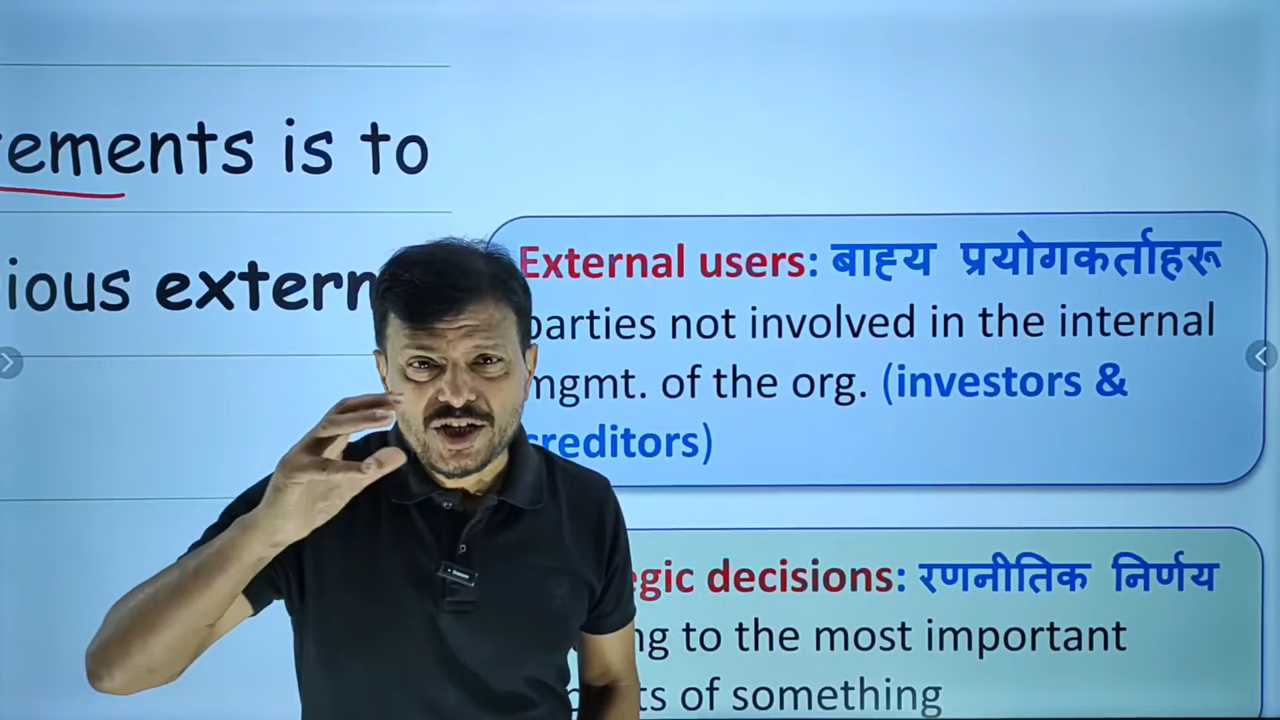 ements is to
ious extern
External users: बाह्य प्रयोगकर्ताहरू
parties not involved in the internal
mgmt. of the org. (investors &
creditors)
egic decisions: रणनीतिक निर्णय
ng to the most important
ts of something